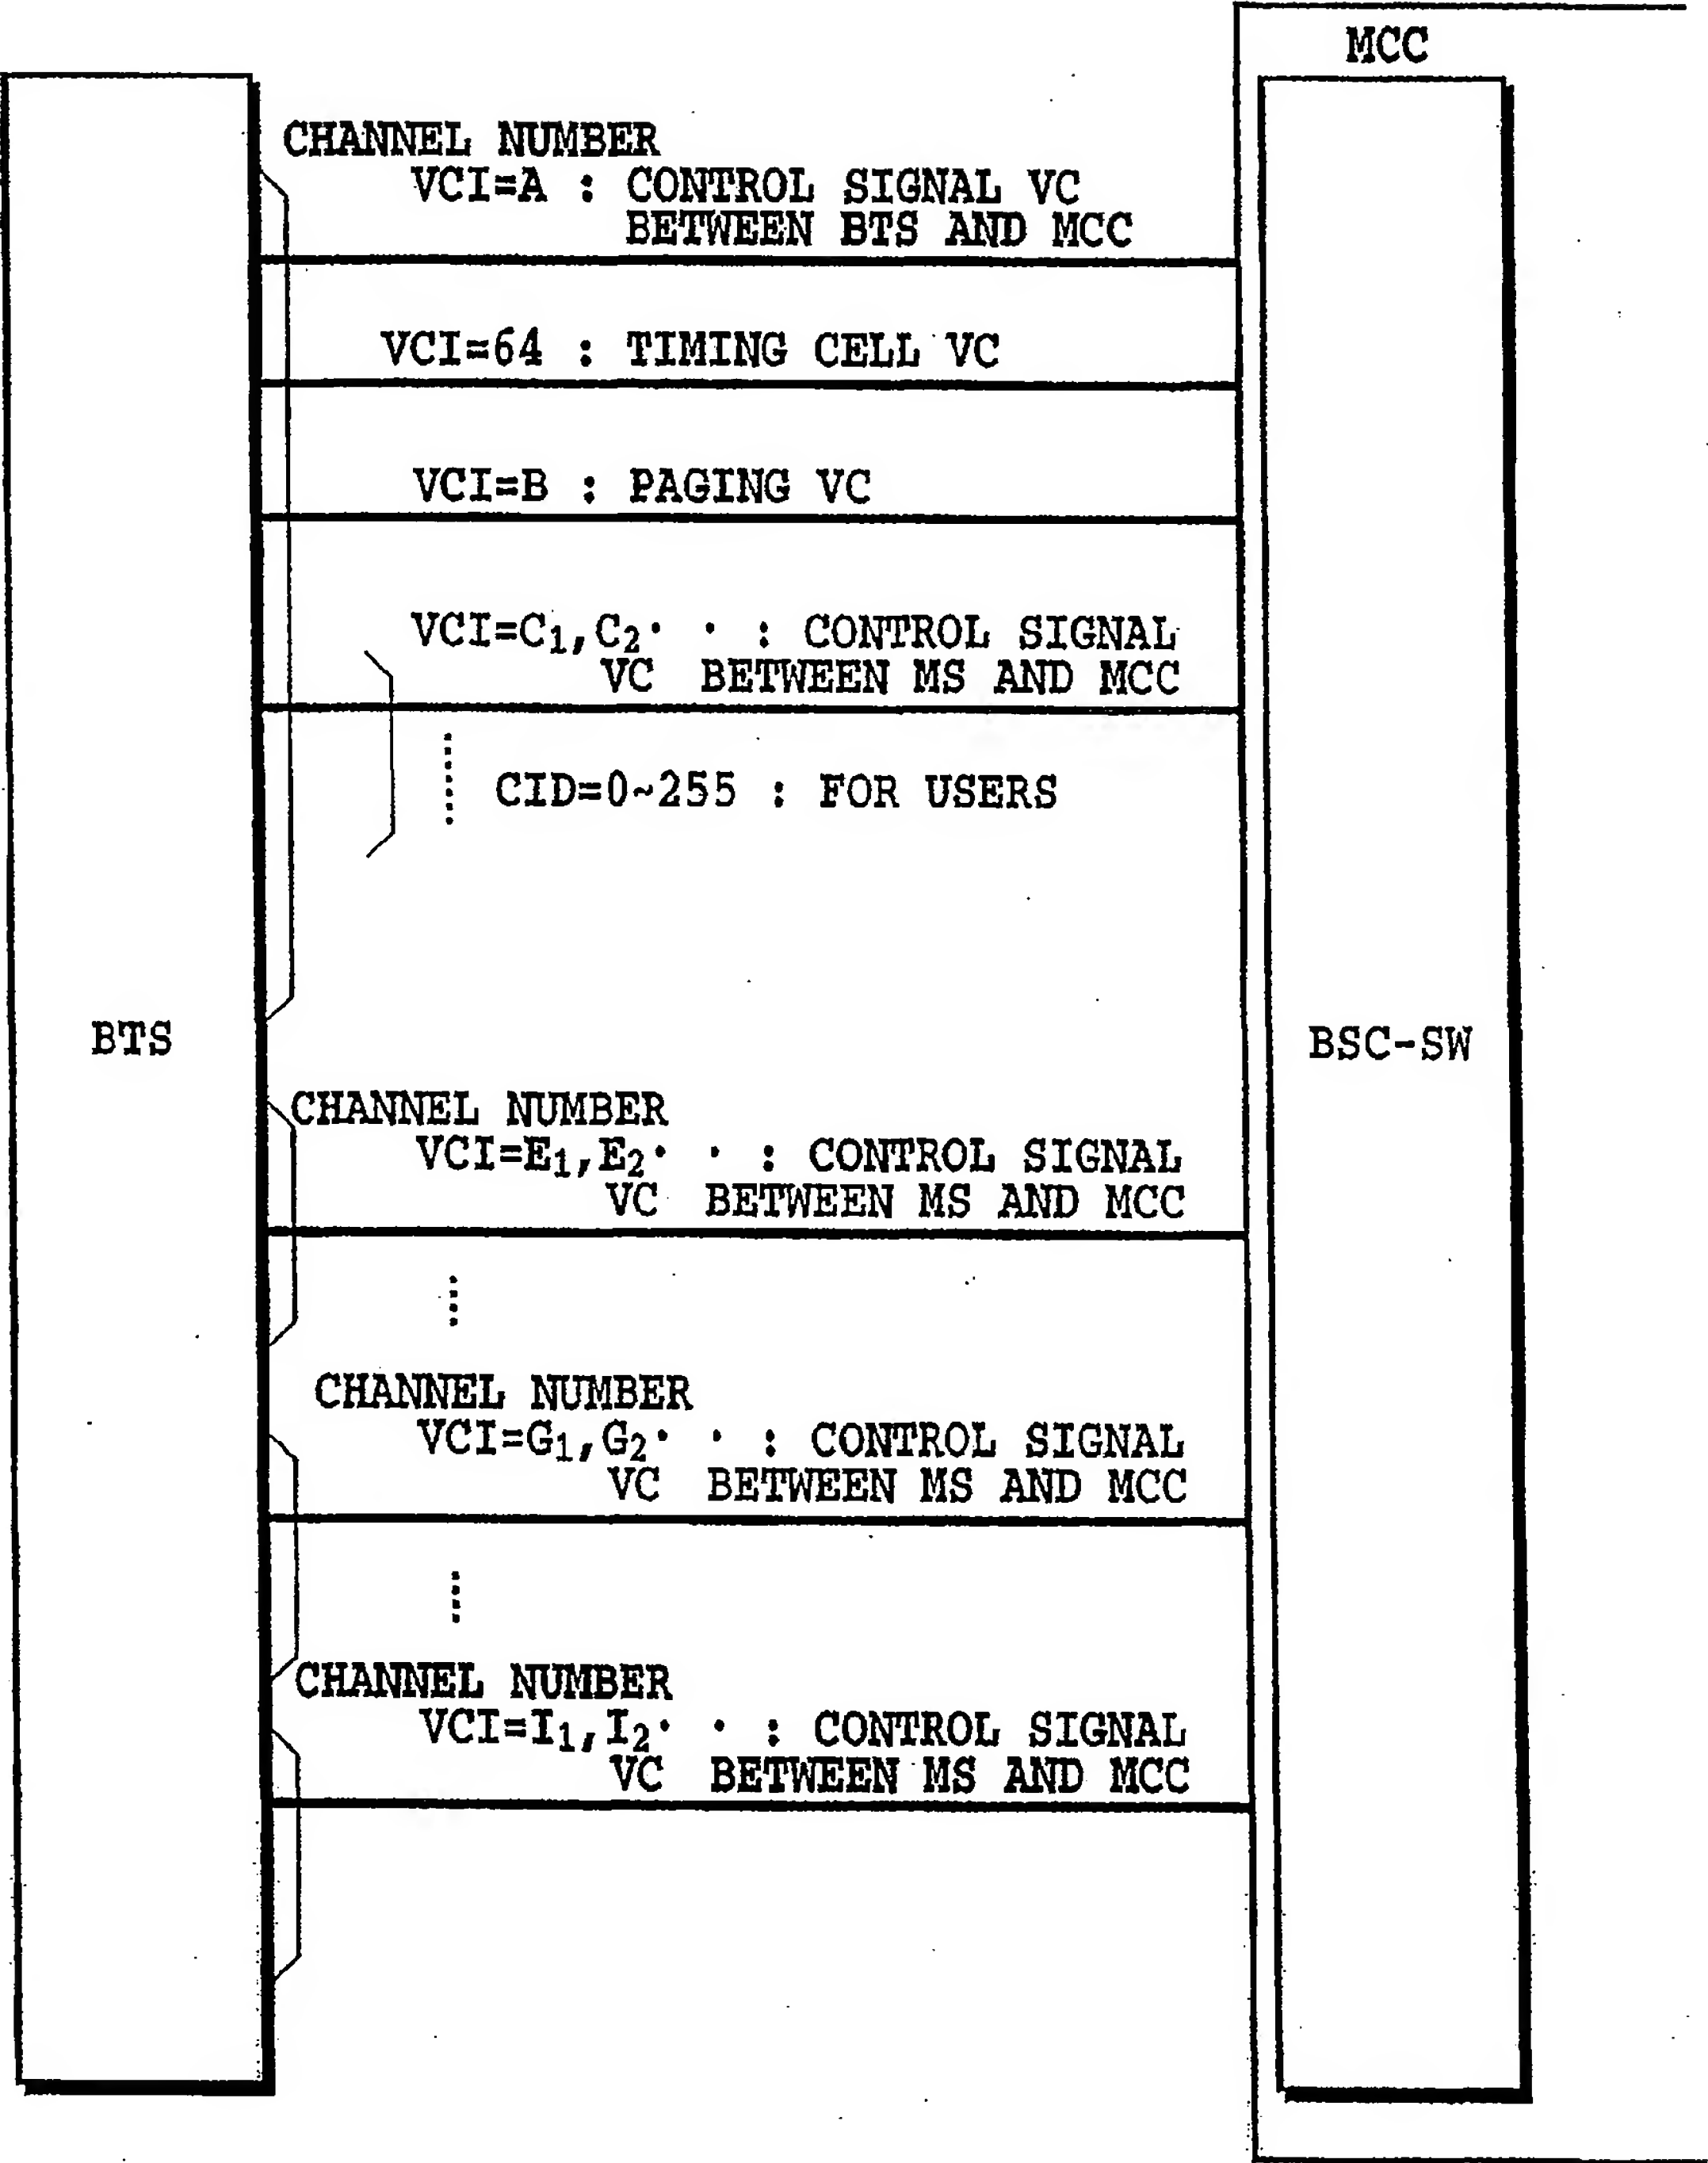 MCC
CHANNEL NUMBER
VCI=A : CONTROL SIGNAL VC
BETWEEN BTS AND MCC
VCI=64 : TIMING CELL VC
VCI=B : PAGING VC
VCI=C₁,C₂· · : CONTROL SIGNAL
VC BETWEEN MS AND MCC
CID=0~255 : FOR USERS
BTS
BSC-SW
CHANNEL NUMBER
VCI=E₁,E₂· · : CONTROL SIGNAL
VC BETWEEN MS AND MCC
CHANNEL NUMBER
VCI=G₁,G₂· · : CONTROL SIGNAL
VC BETWEEN MS AND MCC
CHANNEL NUMBER
VCI=I₁,I₂· · : CONTROL SIGNAL
VC BETWEEN MS AND MCC